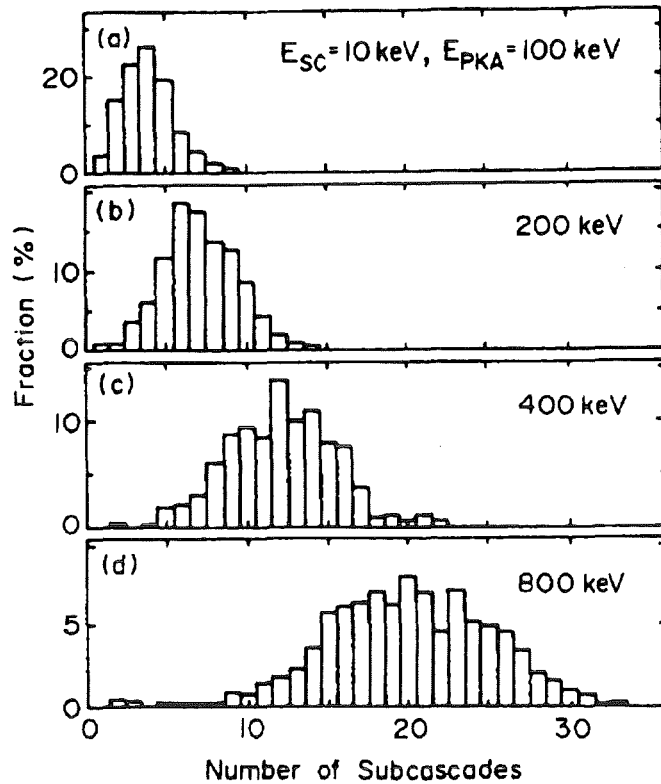 (a)
E_SC = 10 keV, E_PKA = 100 keV
20
0
(b)
200 keV
10
0
(c)
400 keV
10
0
(d)
800 keV
5
0
0 10 20 30
Fraction (%)
Number of Subcascades